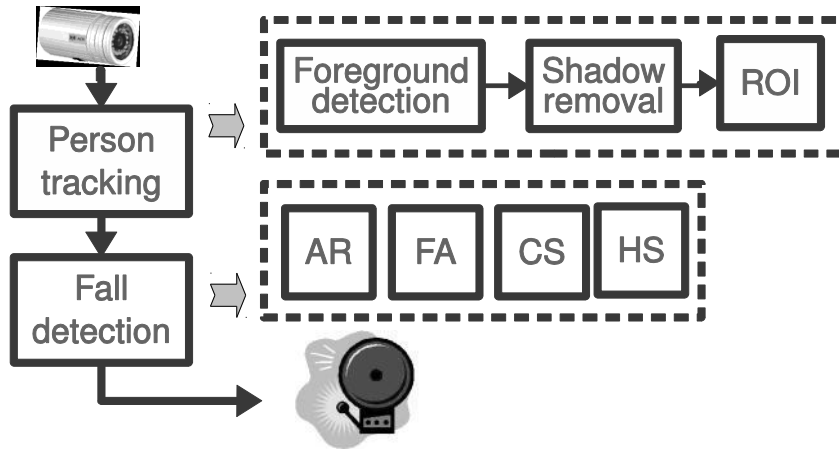 Foreground
detection
Shadow
removal
ROI
Person
tracking
AR
FA
CS
HS
Fall
detection